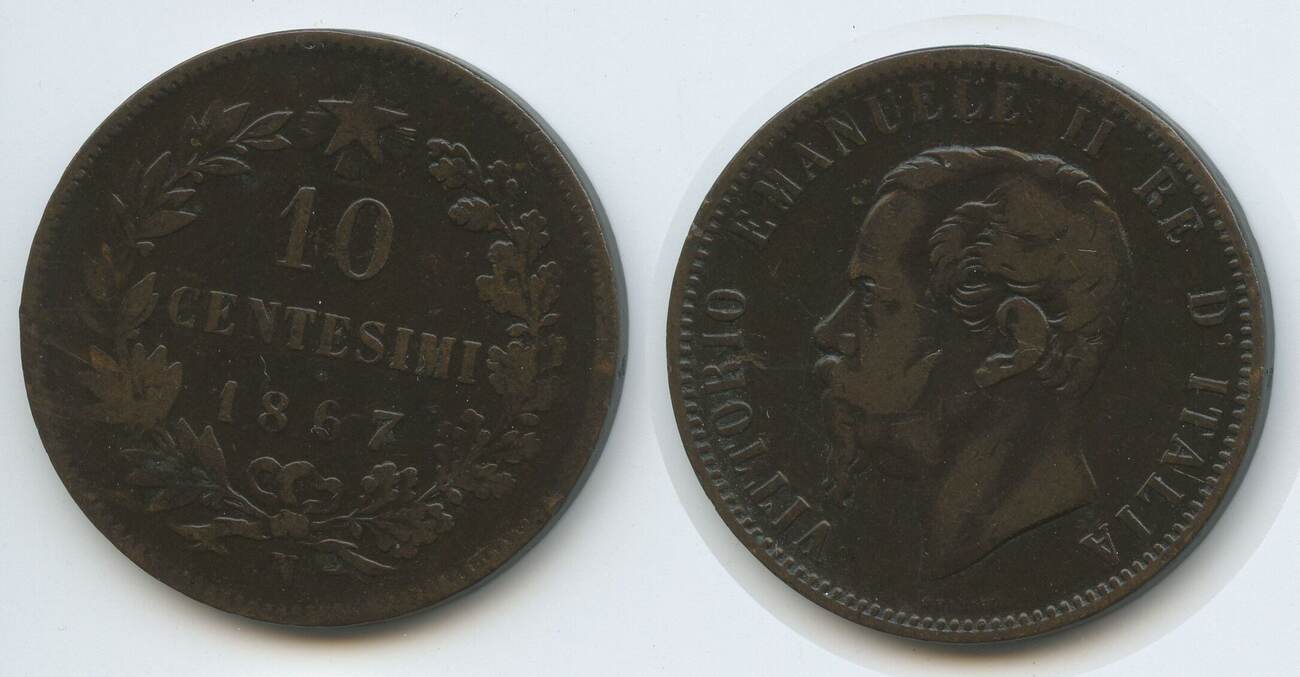 10
CENTESIMI
1867
VITTORIO EMANUELE II RE D'ITALIA